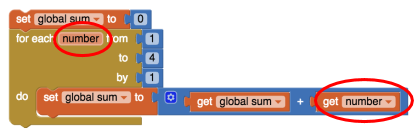 set global sum to 0
for each number from 1
to 4
by 1
do set global sum to get global sum + get number